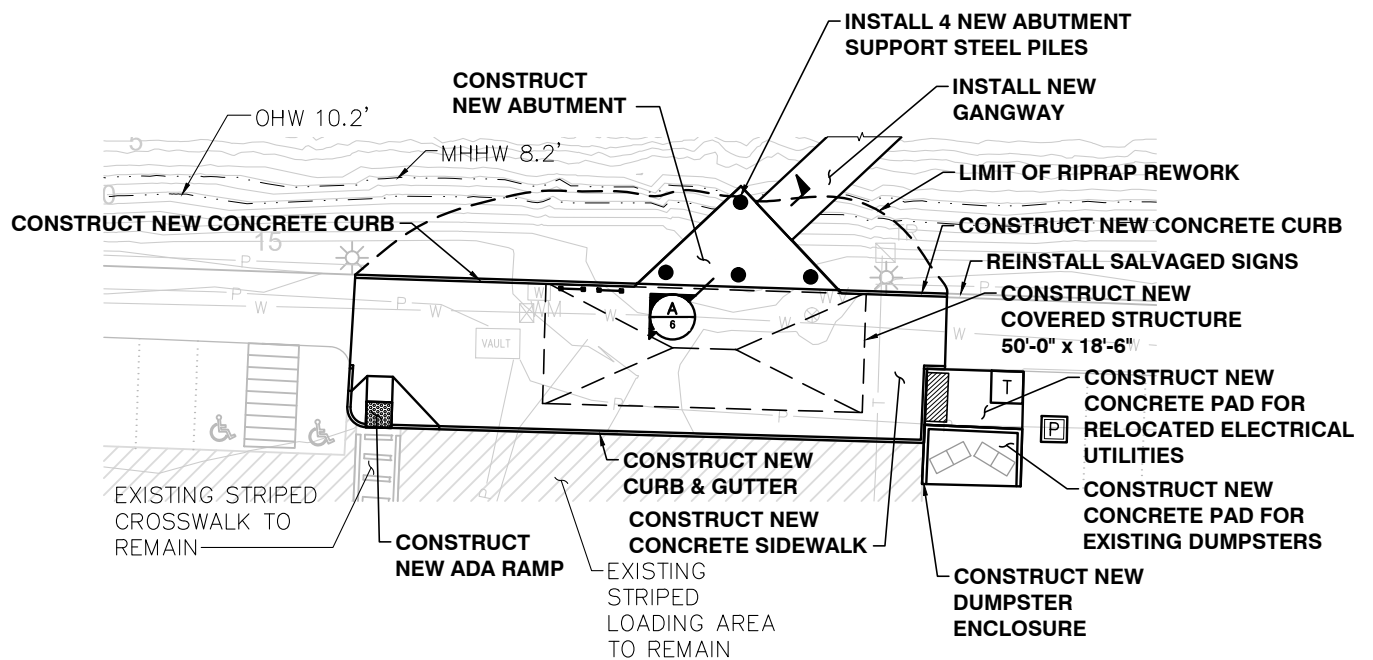 INSTALL 4 NEW ABUTMENT
SUPPORT STEEL PILES
CONSTRUCT
NEW ABUTMENT
INSTALL NEW
GANGWAY
OHW 10.2'
MHHW 8.2'
LIMIT OF RIPRAP REWORK
CONSTRUCT NEW CONCRETE CURB
CONSTRUCT NEW CONCRETE CURB
15
REINSTALL SALVAGED SIGNS
CONSTRUCT NEW
COVERED STRUCTURE
50'-0" x 18'-6"
P
P
P
P
W
W
W
W
W
W
WM
A
6
VAULT
T
T
P
P
CONSTRUCT NEW
CONCRETE PAD FOR
RELOCATED ELECTRICAL
UTILITIES
CONSTRUCT NEW
CURB & GUTTER
EXISTING STRIPED
CROSSWALK TO
REMAIN
CONSTRUCT NEW
CONCRETE PAD FOR
EXISTING DUMPSTERS
CONSTRUCT NEW
CONCRETE SIDEWALK
CONSTRUCT
NEW ADA RAMP
EXISTING
STRIPED
LOADING AREA
TO REMAIN
CONSTRUCT NEW
DUMPSTER
ENCLOSURE